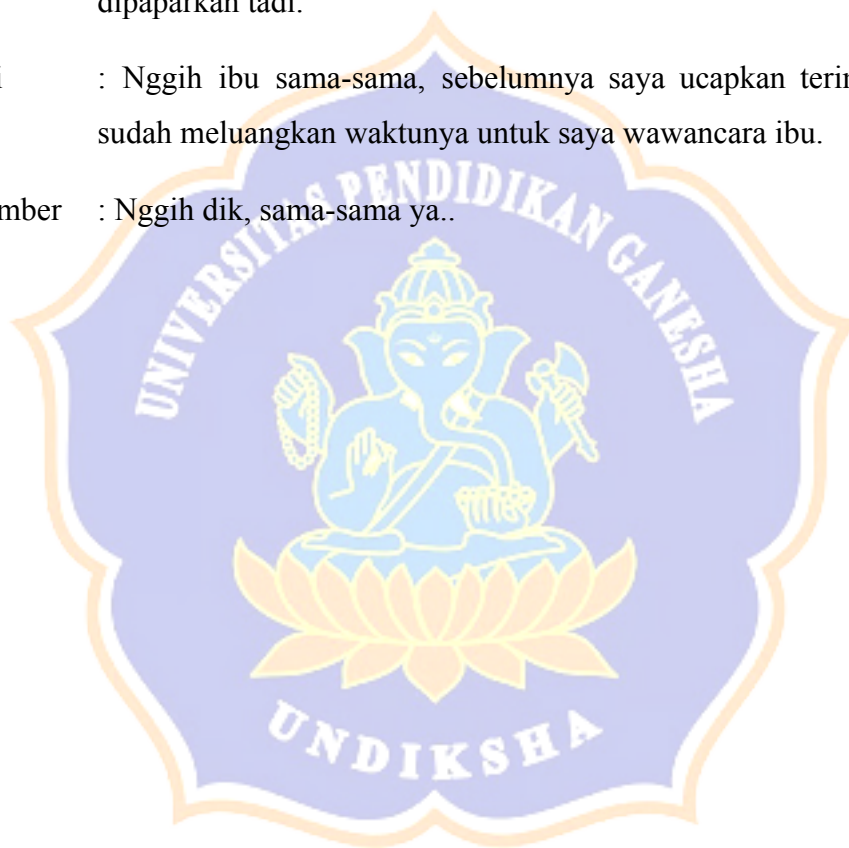 dipaparkan tadi.
i : Nggih ibu sama-sama, sebelumnya saya ucapkan terin
sudah meluangkan waktunya untuk saya wawancara ibu.
mber : Nggih dik, sama-sama ya..
UNIVERSITAS PENDIDIKAN GANESHA
UNDIKSHA